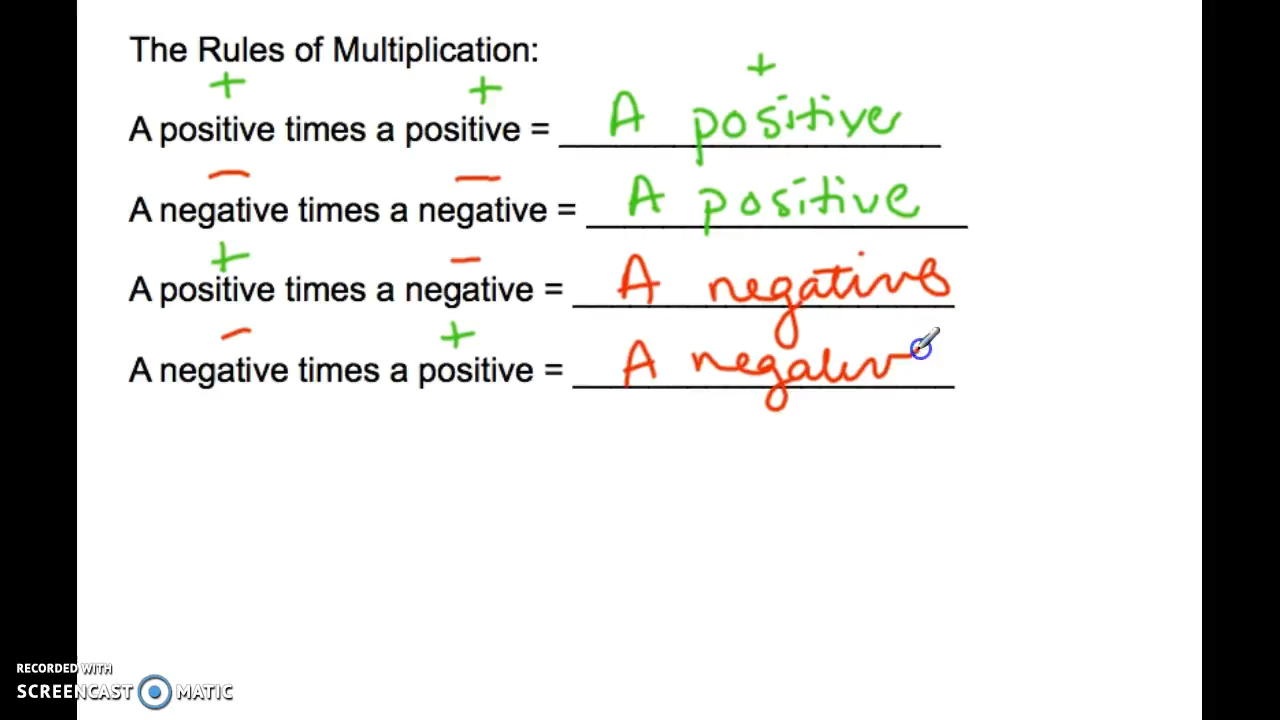 The Rules of Multiplication:
+ +  +
A positive times a positive = A positive
− −
A negative times a negative = A positive
+ −
A positive times a negative = A negative
− +
A negative times a positive = A
RECORDED WITH
SCREENCAST MATIC